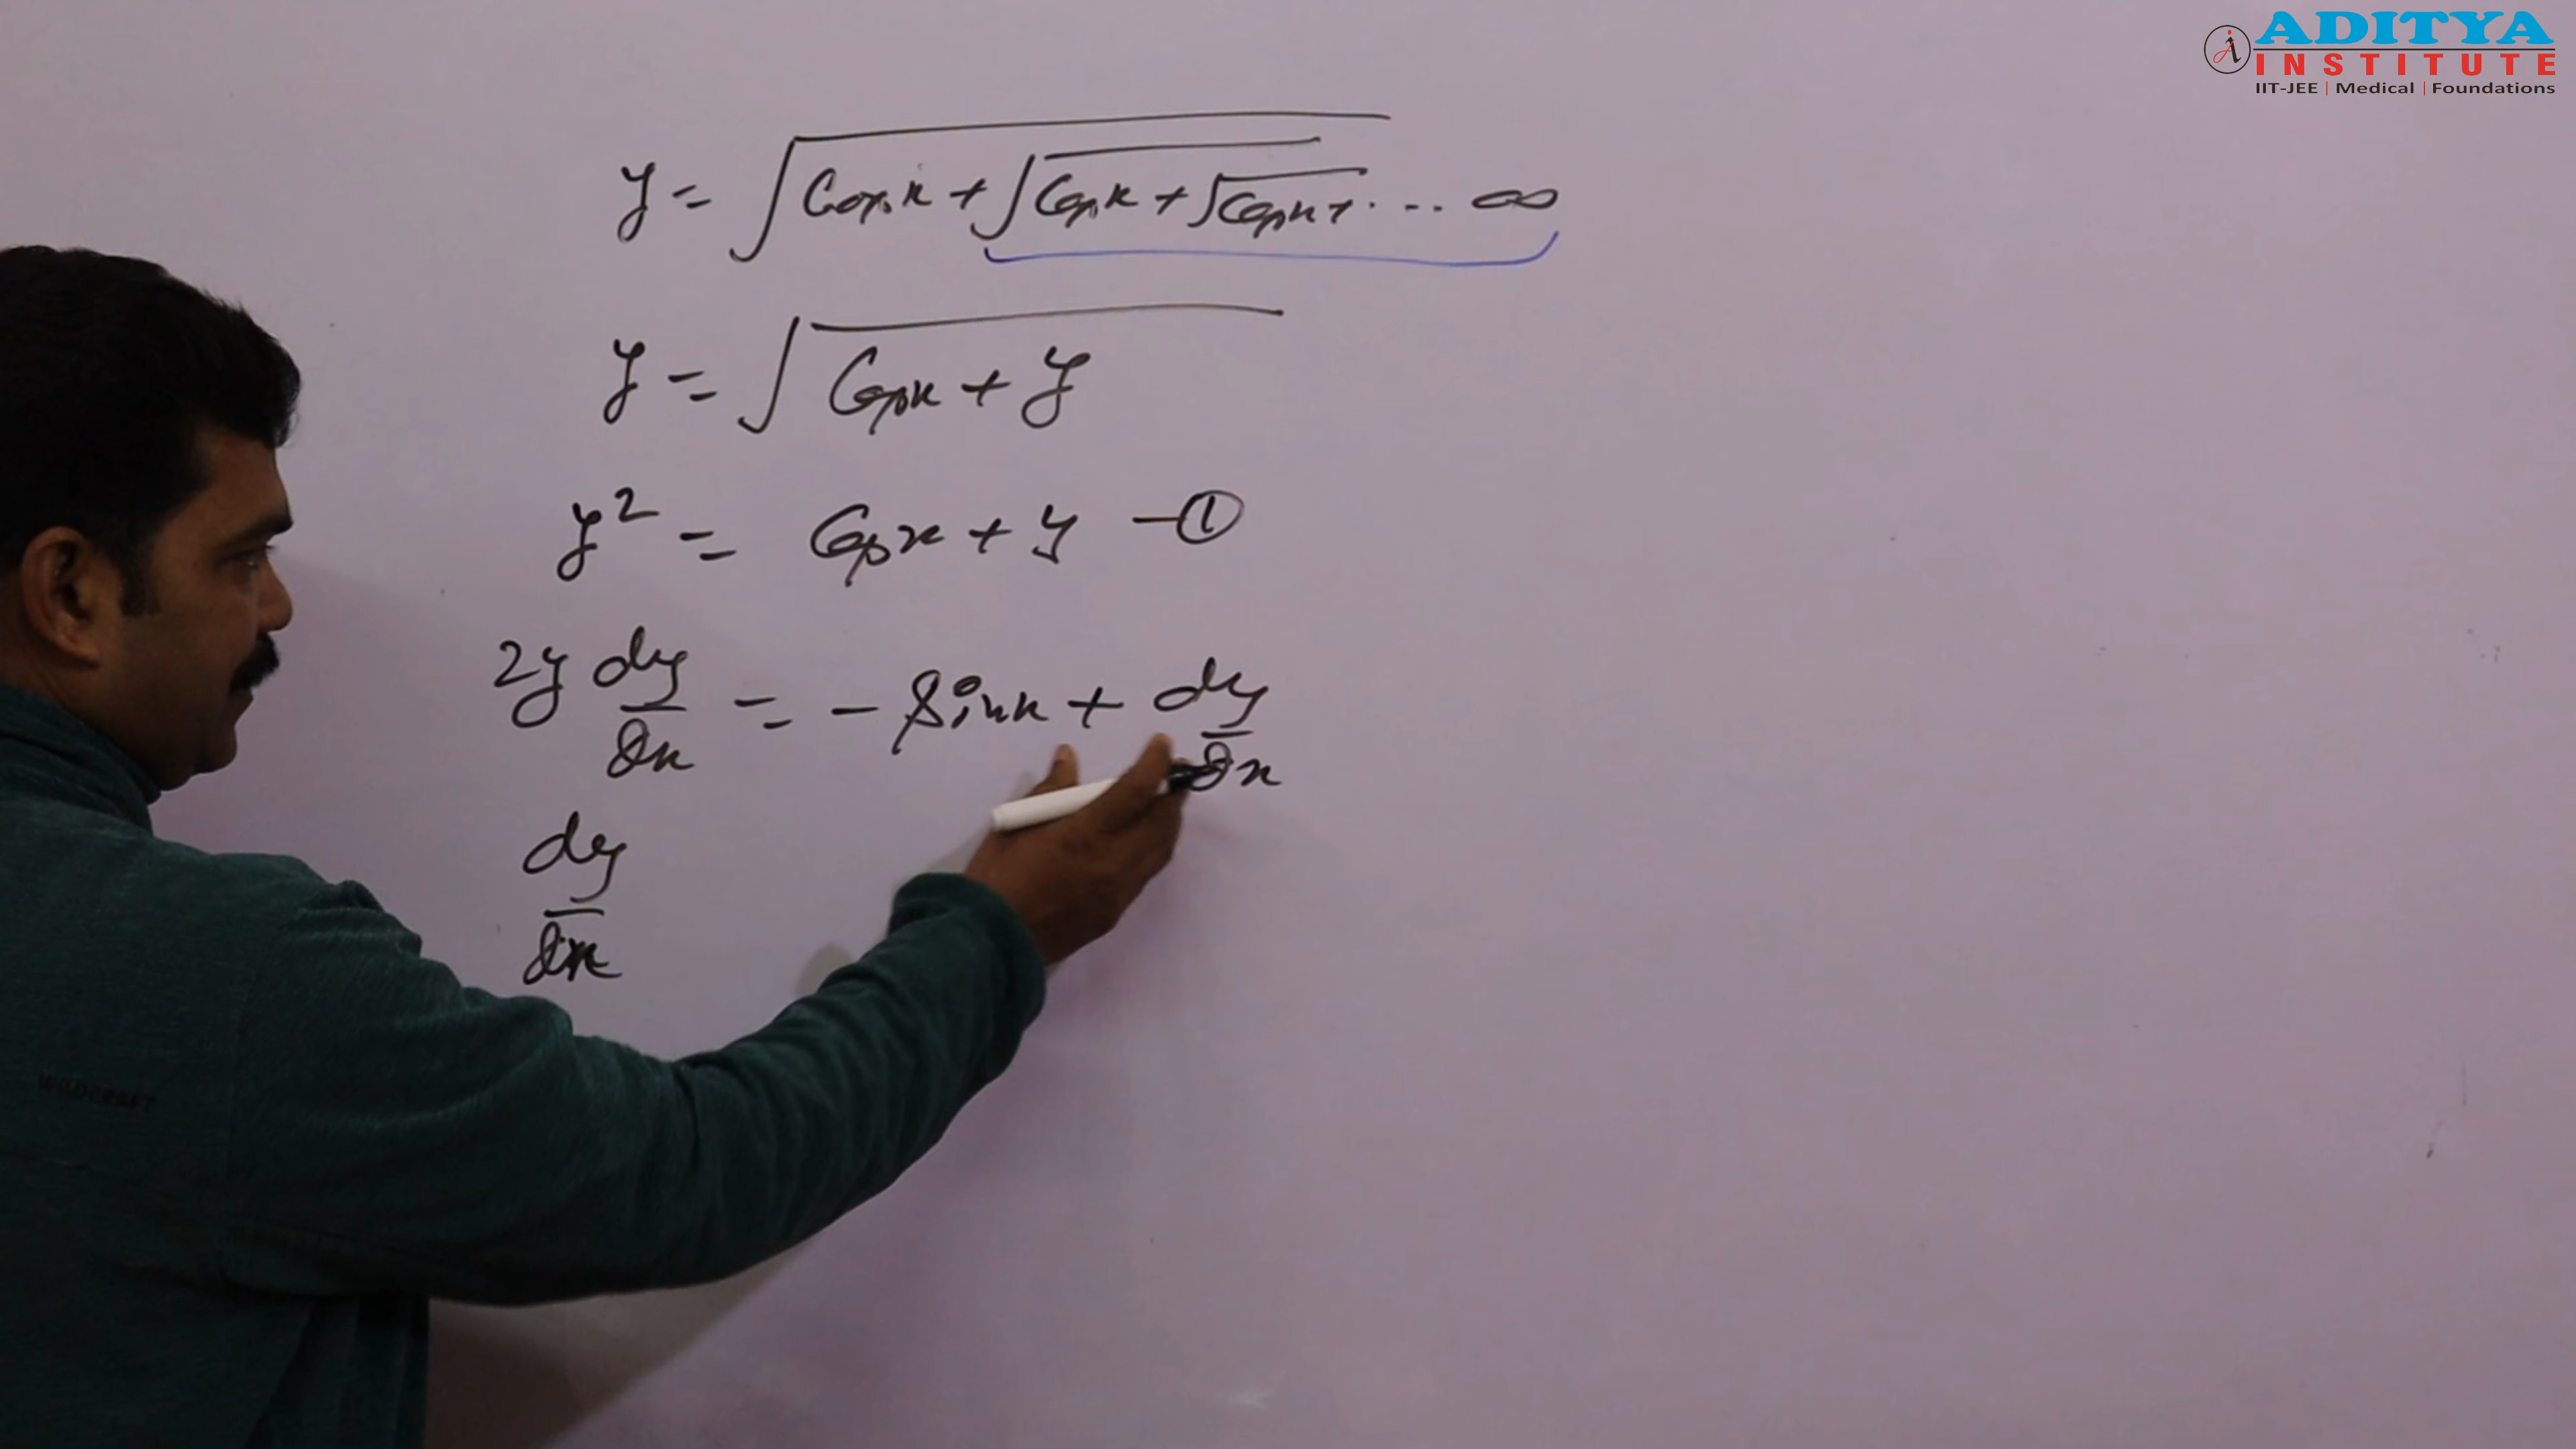 ADITYA
INSTITUTE
IIT-JEE | Medical | Foundations
y = √(Cos x + √(Cos x + √(Cos x + ... ∞
y = √(Cos x + y)
y² = Cos x + y — ①
2y dy/dx = - Sin x + dy/dx
dy/dx
WILDCRAFT